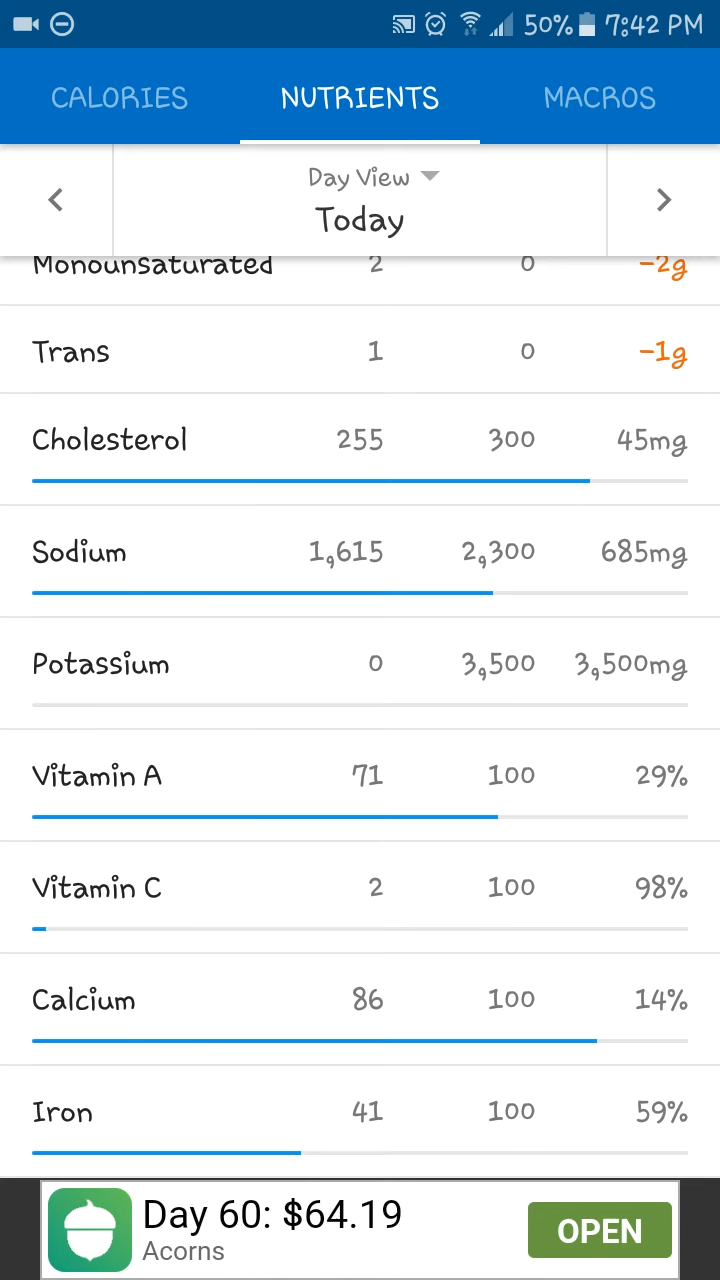 50% 7:42 PM
CALORIES NUTRIENTS MACROS
Day View
Today
Monounsaturated 2 0 -2g
Trans 1 0 -1g
Cholesterol 255 300 45mg
Sodium 1,615 2,300 685mg
Potassium 0 3,500 3,500mg
Vitamin A 71 100 29%
Vitamin C 2 100 98%
Calcium 86 100 14%
Iron 41 100 59%
Day 60: $64.19
Acorns
OPEN